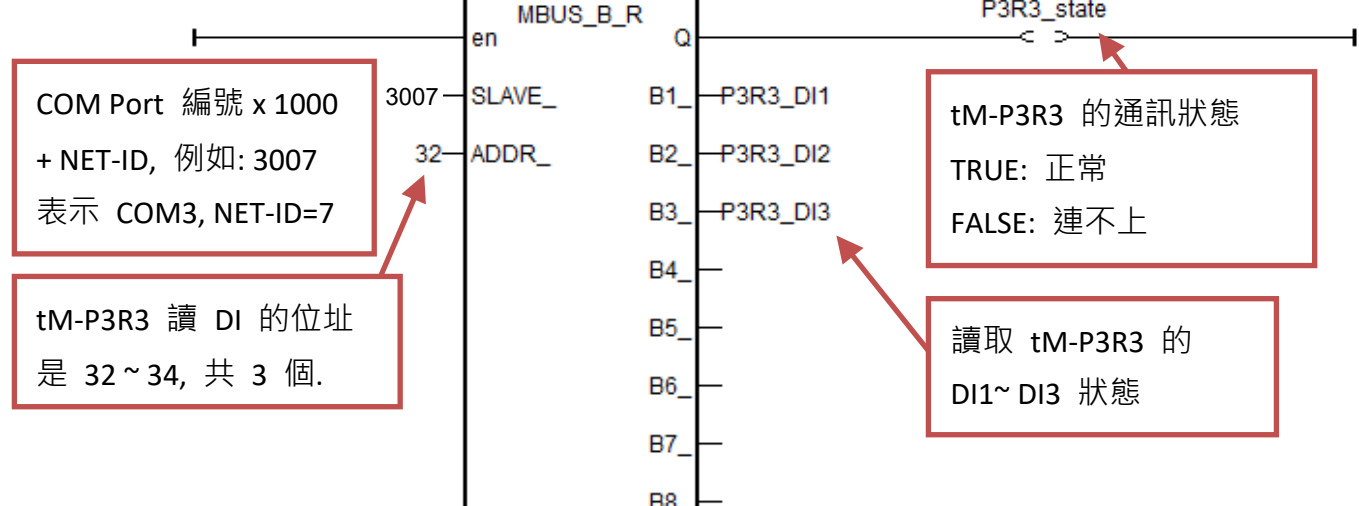 MBUS_B_R
P3R3_state
en
Q
COM Port 編號 x 1000
+ NET-ID, 例如: 3007
表示 COM3, NET-ID=7
3007
SLAVE_
B1_
P3R3_DI1
32
ADDR_
B2_
P3R3_DI2
B3_
P3R3_DI3
tM-P3R3 的通訊狀態
TRUE: 正常
FALSE: 連不上
B4_
tM-P3R3 讀 DI 的位址
是 32 ~ 34, 共 3 個.
B5_
讀取 tM-P3R3 的
DI1~ DI3 狀態
B6_
B7_
B8_